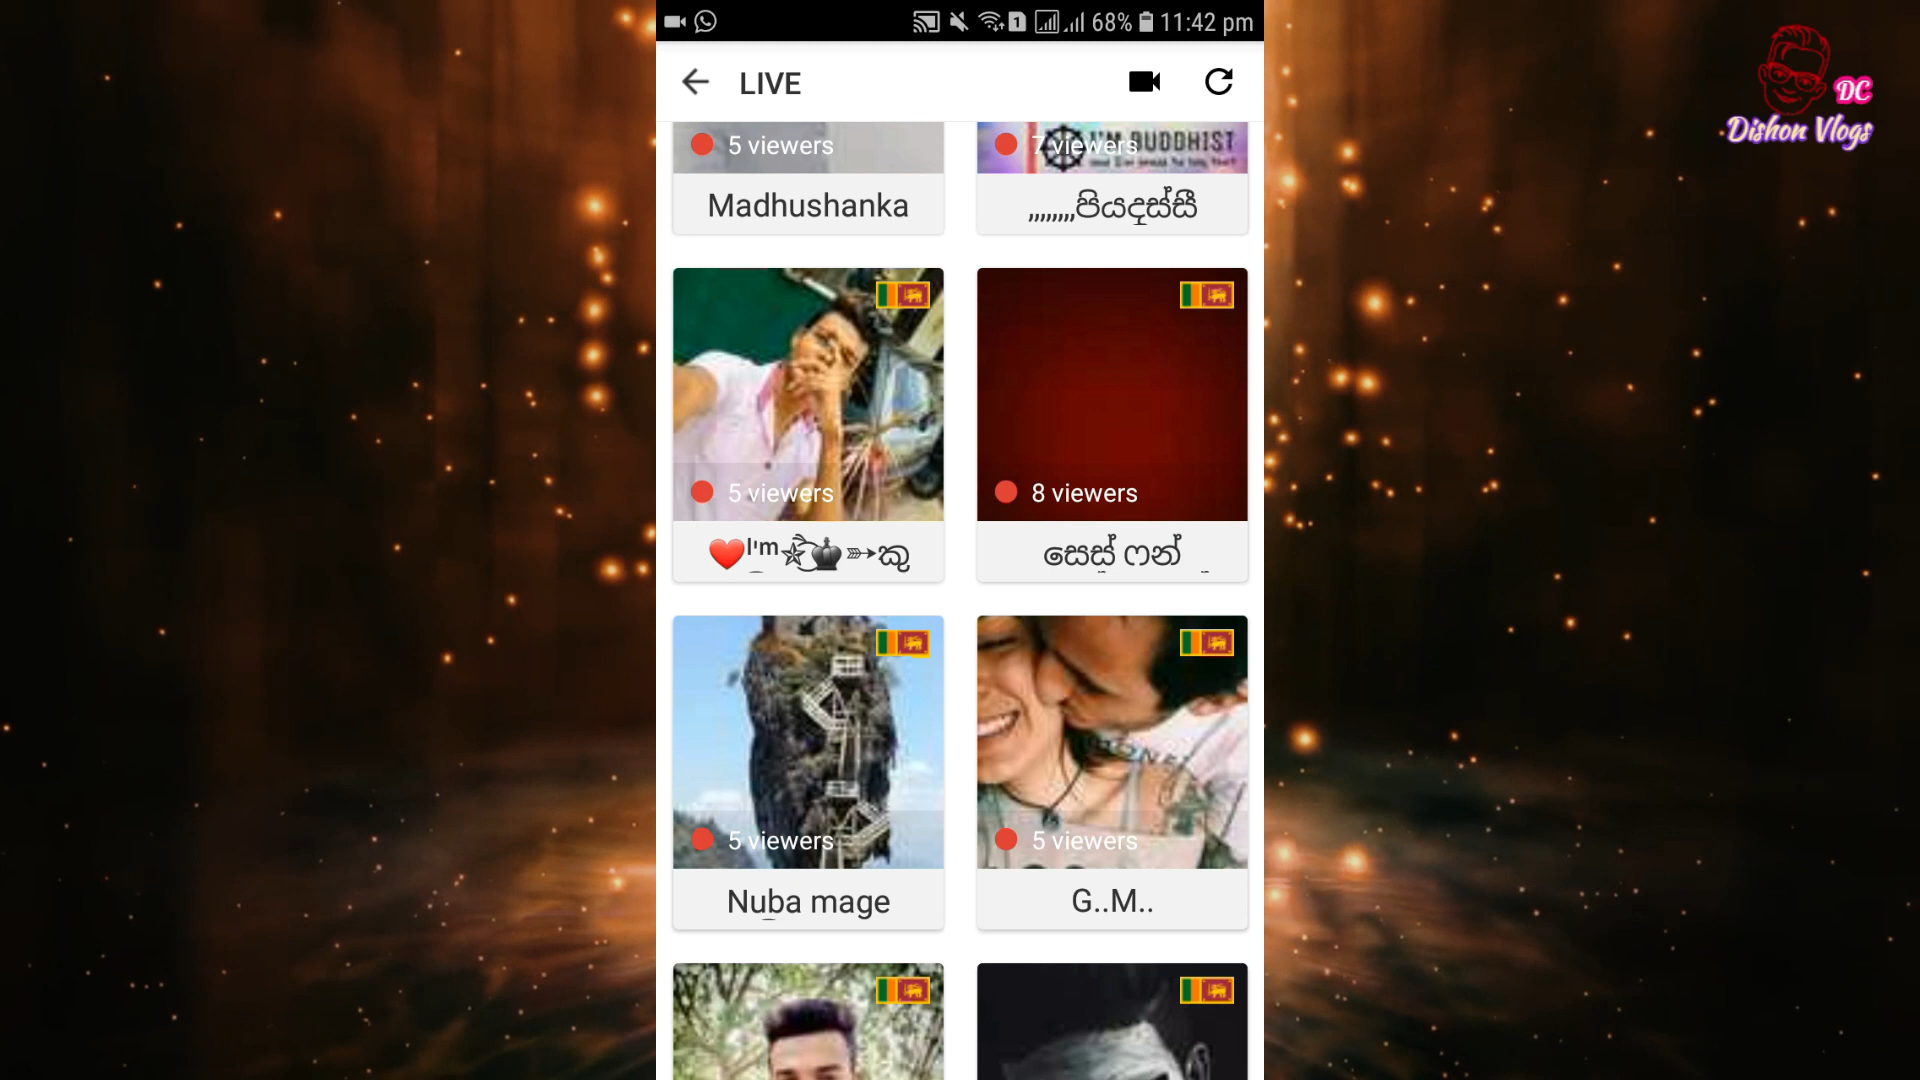 1 68% 11:42 pm
LIVE
DC
Dishon Vlogs
5 viewers
7 viewers
I'M BUDDHIST
Madhushanka
,,,,,,,,පියදස්සී
5 viewers
8 viewers
❤️ᴵ'ᵐ✯👑➳කු
සෙස් ෆන්
5 viewers
5 viewers
Nuba mage
G..M..